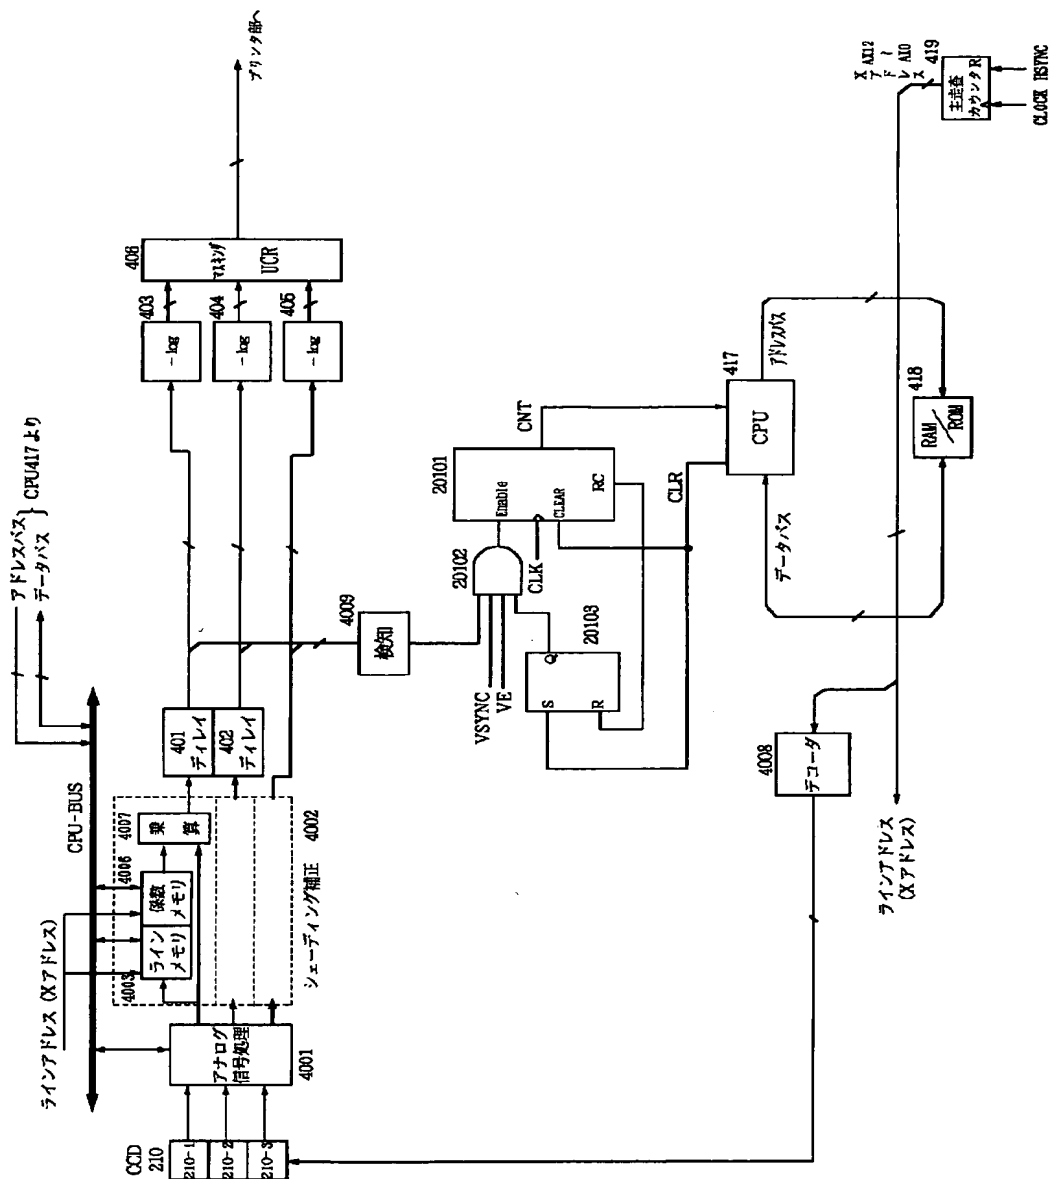 CCD
210
210-1
210-2
210-3
アナログ
信号処理
4001
ラインアドレス (Xアドレス)
CPU-BUS
アドレスバス
データバス } CPU417より
4003
ライン
メモリ
係数
メモリ
4006
4007
乗
算
シェーディング補正 4002
401
ディレイ
402
ディレイ
-log
403
-log
404
-log
405
408
マスキング
UCR
プリンタ部へ
4009
検知
VSYNC
VE
20102
CLK
20101
Enable
CLEAR
RC
CNT
20103
S
R
Q
CLR
417
CPU
アドレスバス
データバス
418
RAM/ROM
4008
デコーダ
ラインアドレス
(Xアドレス)
X AX12
アドレス ~ AX0
419
主走査
カウンタ R
CLOCK HSYNC